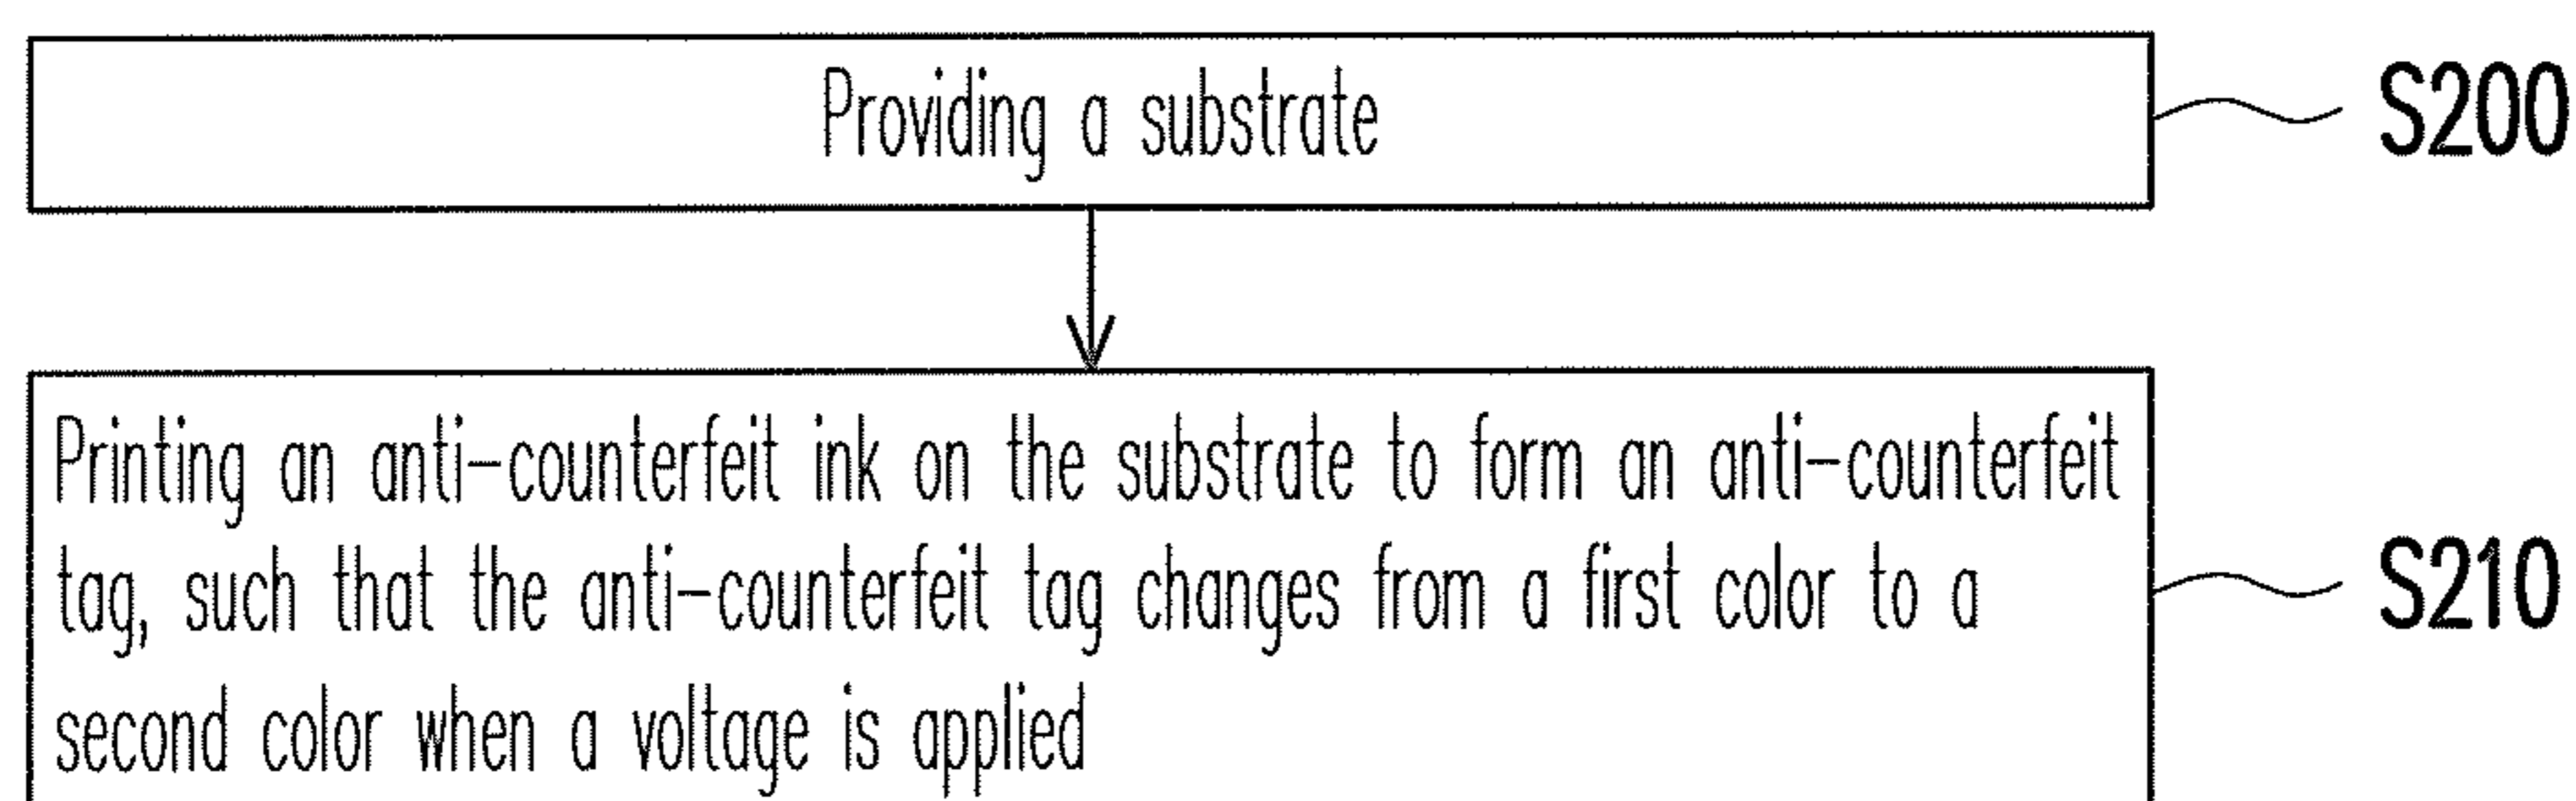 Providing a substrate
S200
Printing an anti-counterfeit ink on the substrate to form an anti-counterfeit
tag, such that the anti-counterfeit tag changes from a first color to a
second color when a voltage is applied
S210